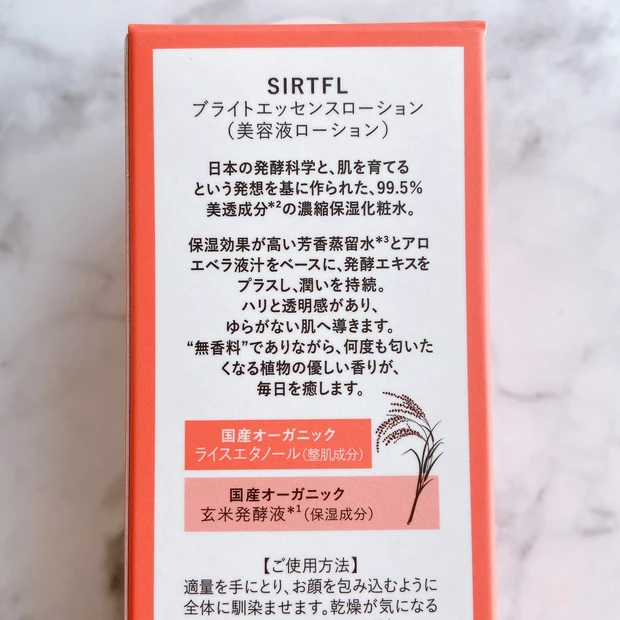 SIRTFL
ブライトエッセンスローション
（美容液ローション）
日本の発酵科学と、肌を育てる
という発想を基に作られた、99.5%
美透成分*2の濃縮保湿化粧水。
保湿効果が高い芳香蒸留水*3とアロ
エベラ液汁をベースに、発酵エキスを
プラスし、潤いを持続。
ハリと透明感があり、
ゆらがない肌へ導きます。
“無香料”でありながら、何度も匂いた
くなる植物の優しい香りが、
毎日を癒します。
国産オーガニック
ライスエタノール（整肌成分）
国産オーガニック
玄米発酵液*1（保湿成分）
【ご使用方法】
適量を手にとり、お顔を包み込むように
全体に馴染ませます。乾燥が気になる